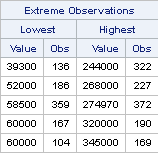 Extreme Observations
Lowest Highest
Value Obs Value Obs
39300 136 244000 322
52000 186 268000 227
58500 359 274970 372
60000 167 320000 190
60000 104 345000 169